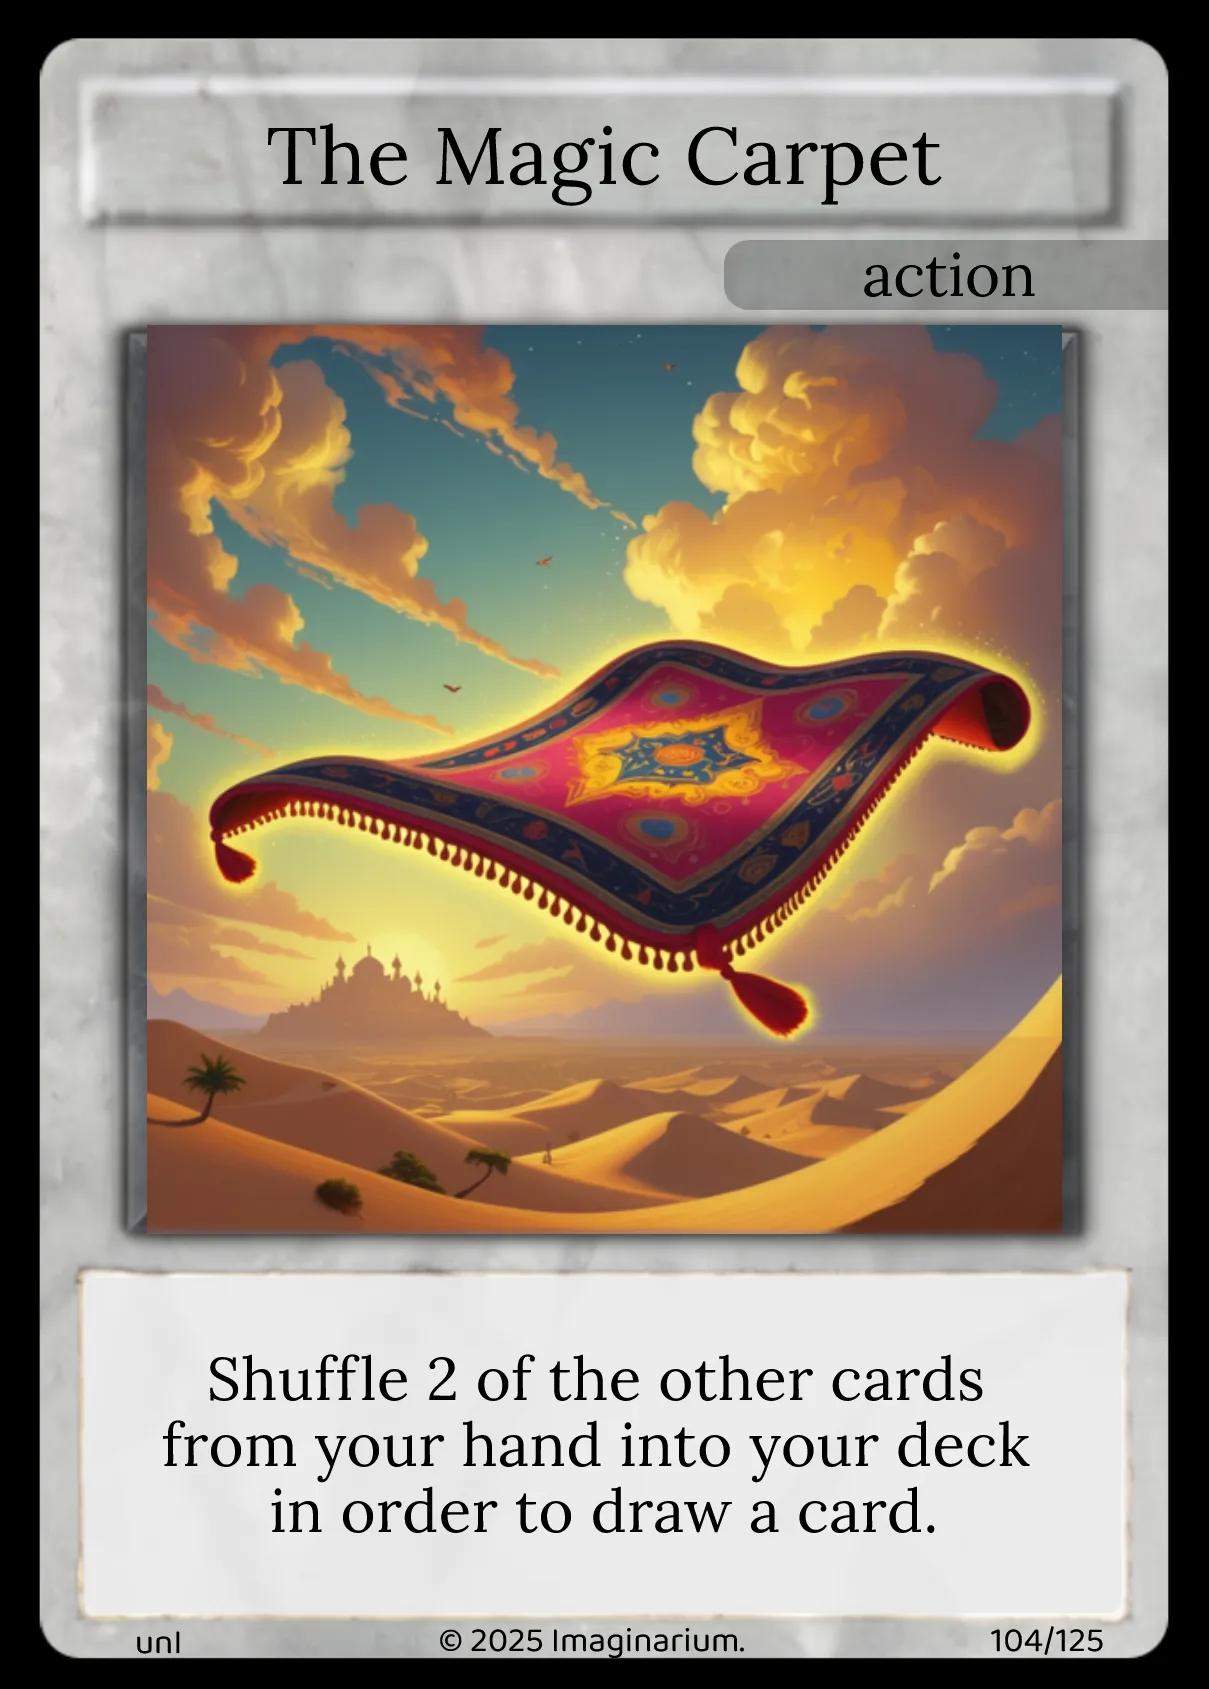 The Magic Carpet
action
Shuffle 2 of the other cards
from your hand into your deck
in order to draw a card.
unl
© 2025 Imaginarium.
104/125